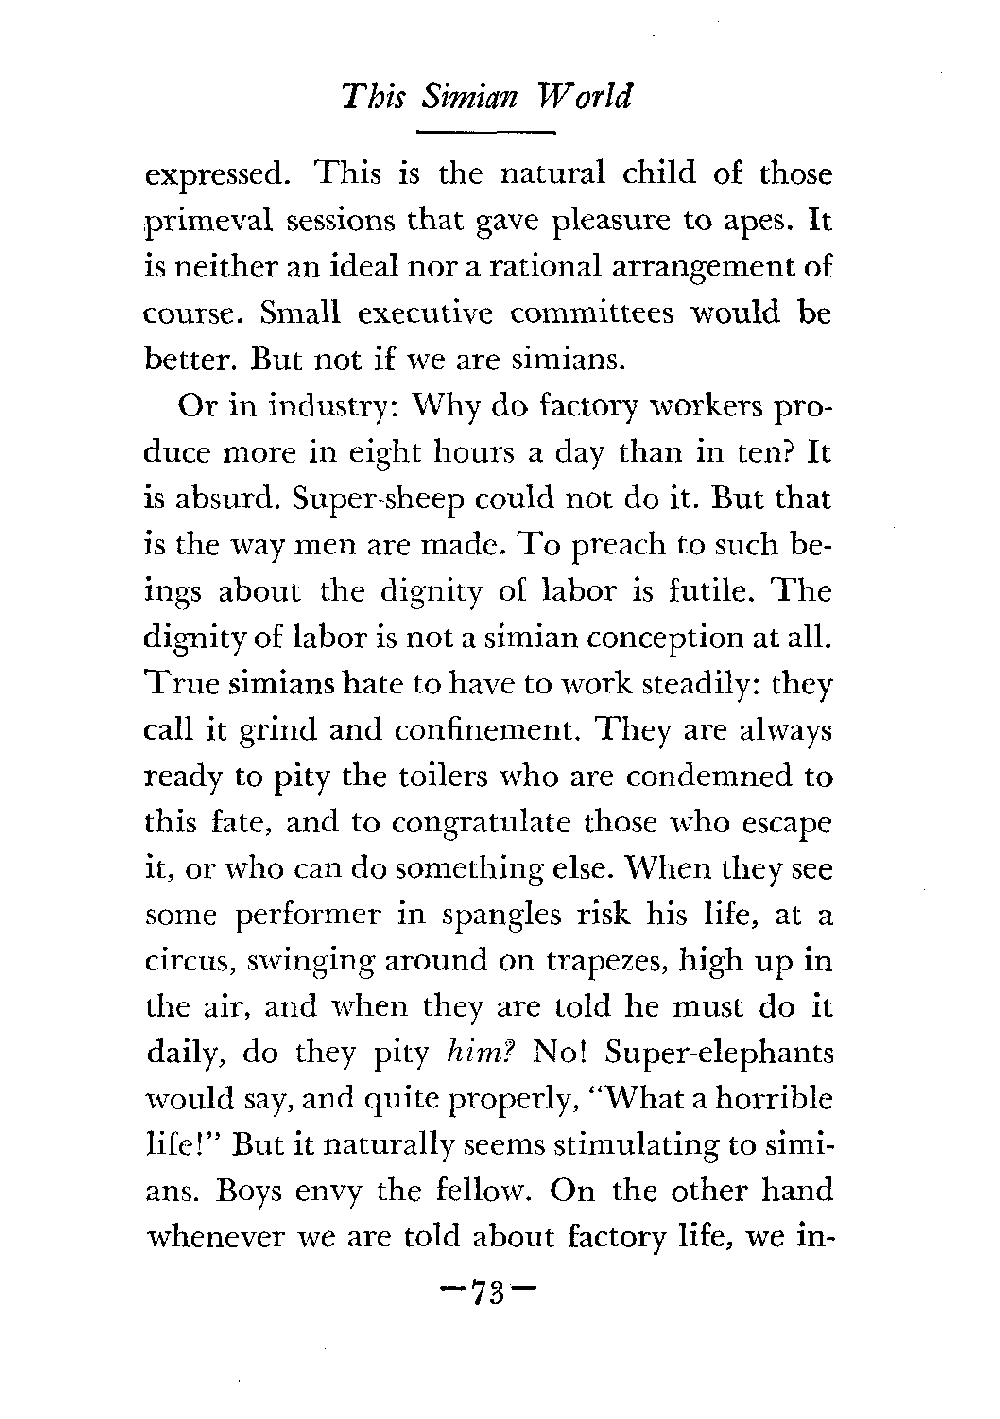 This Simian World
expressed. This is the natural child of those
primeval sessions that gave pleasure to apes. It
is neither an ideal nor a rational arrangement of
course. Small executive committees would be
better. But not if we are simians.
Or in industry: Why do factory workers pro-
duce more in eight hours a day than in ten? It
is absurd. Super-sheep could not do it. But that
is the way men are made. To preach to such be-
ings about the dignity of labor is futile. The
dignity of labor is not a simian conception at all.
True simians hate to have to work steadily: they
call it grind and confinement. They are always
ready to pity the toilers who are condemned to
this fate, and to congratulate those who escape
it, or who can do something else. When they see
some performer in spangles risk his life, at a
circus, swinging around on trapezes, high up in
the air, and when they are told he must do it
daily, do they pity him? No! Super-elephants
would say, and quite properly, “What a horrible
life!” But it naturally seems stimulating to simi-
ans. Boys envy the fellow. On the other hand
whenever we are told about factory life, we in-
—73—